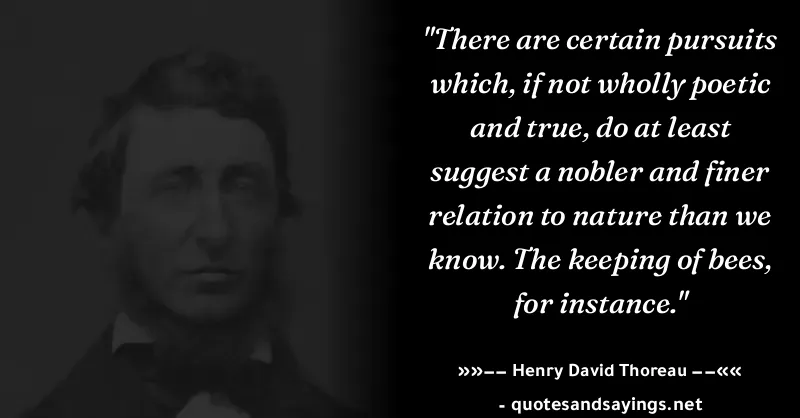 "There are certain pursuits
which, if not wholly poetic
and true, do at least
suggest a nobler and finer
relation to nature than we
know. The keeping of bees,
for instance."
»»–– Henry David Thoreau ––««
- quotesandsayings.net